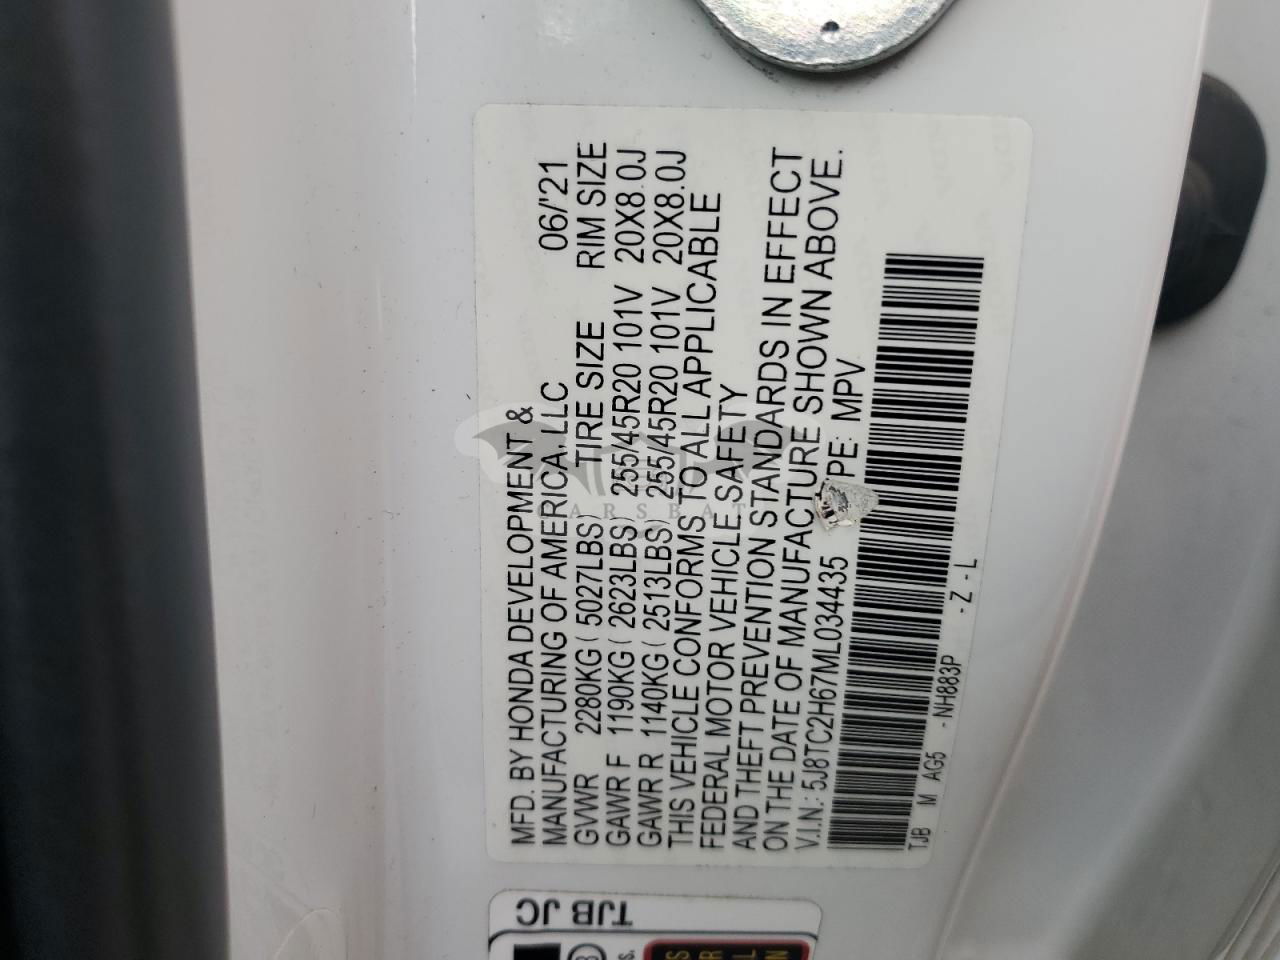 MFD. BY HONDA DEVELOPMENT &
MANUFACTURING OF AMERICA, LLC 06/'21
GVWR 2280KG ( 5027LBS) TIRE SIZE RIM SIZE
GAWR F 1190KG ( 2623LBS) 255/45R20 101V 20X8.0J
GAWR R 1140KG ( 2513LBS) 255/45R20 101V 20X8.0J
THIS VEHICLE CONFORMS TO ALL APPLICABLE
FEDERAL MOTOR VEHICLE SAFETY
AND THEFT PREVENTION STANDARDS IN EFFECT
ON THE DATE OF MANUFACTURE SHOWN ABOVE.
V.I.N.: 5J8TC2H67ML034435 PE: MPV
TJB M AG5 - NH883P - Z - L
TJB JC
CARSBAT